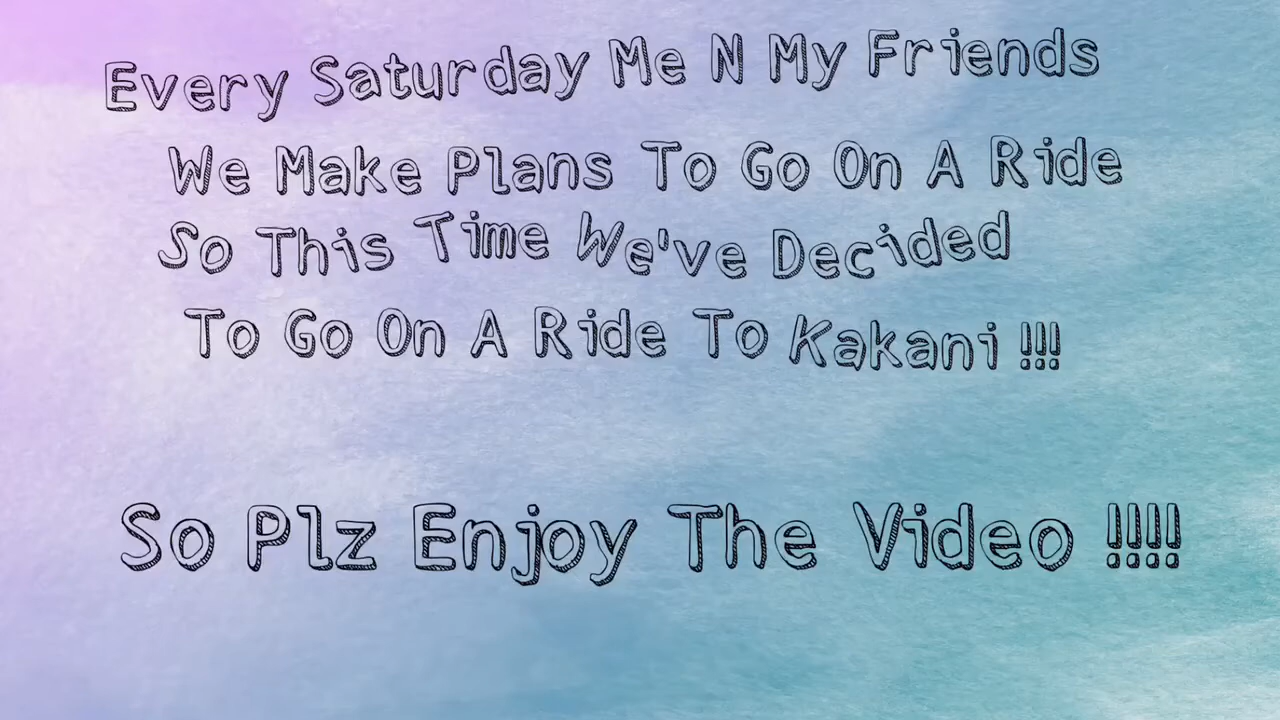 Every Saturday Me N My Friends
We Make Plans To Go On A Ride
So This Time We've Decided
To Go On A Ride To Kakani !!!
So Plz Enjoy The Video !!!!